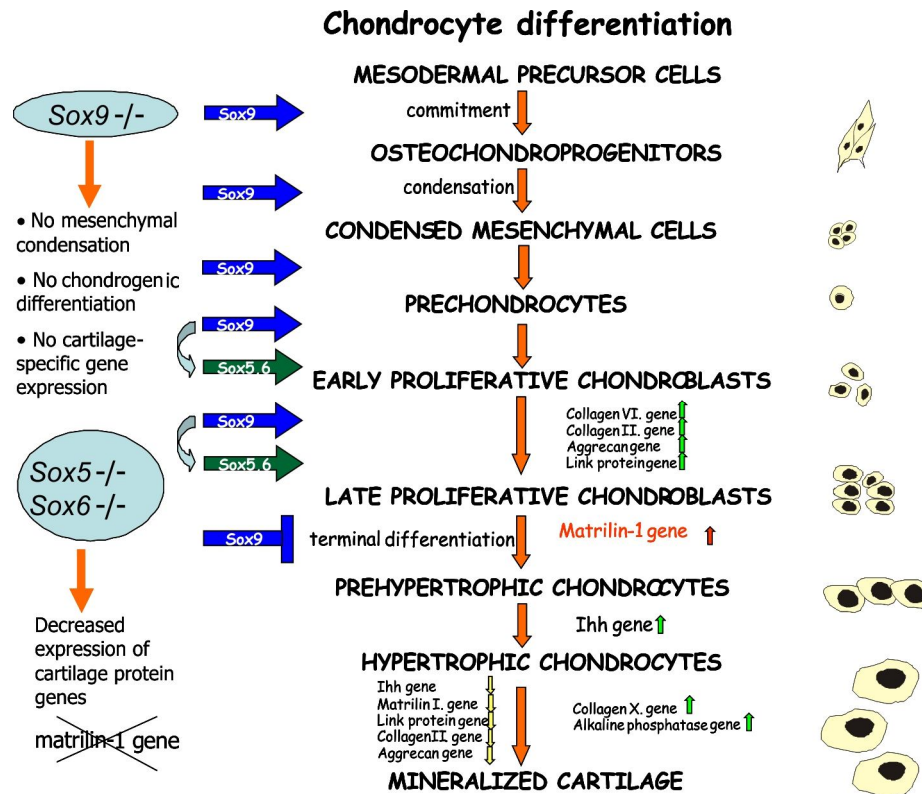 Chondrocyte differentiation
MESODERMAL PRECURSOR CELLS
Sox9 -/-
Sox9
commitment
OSTEOCHONDROPROGENITORS
Sox9
condensation
• No mesenchymal
condensation
CONDENSED MESENCHYMAL CELLS
• No chondrogenic
differentiation
Sox9
PRECHONDROCYTES
• No cartilage-
specific gene
expression
Sox9
Sox5.6
EARLY PROLIFERATIVE CHONDROBLASTS
Sox9
Sox5.6
Collagen VI. gene
Collagen II. gene
Aggrecan gene
Link protein gene
Sox5 -/-
Sox6 -/-
LATE PROLIFERATIVE CHONDROBLASTS
Sox9
terminal differentiation
Matrilin-1 gene
PREHYPERTROPHIC CHONDROCYTES
Decreased
expression of
cartilage protein
genes
matrilin-1 gene
Ihh gene
HYPERTROPHIC CHONDROCYTES
Ihh gene
Matrilin I. gene
Link protein gene
Collagen II. gene
Aggrecan gene
Collagen X. gene
Alkaline phosphatase gene
MINERALIZED CARTILAGE